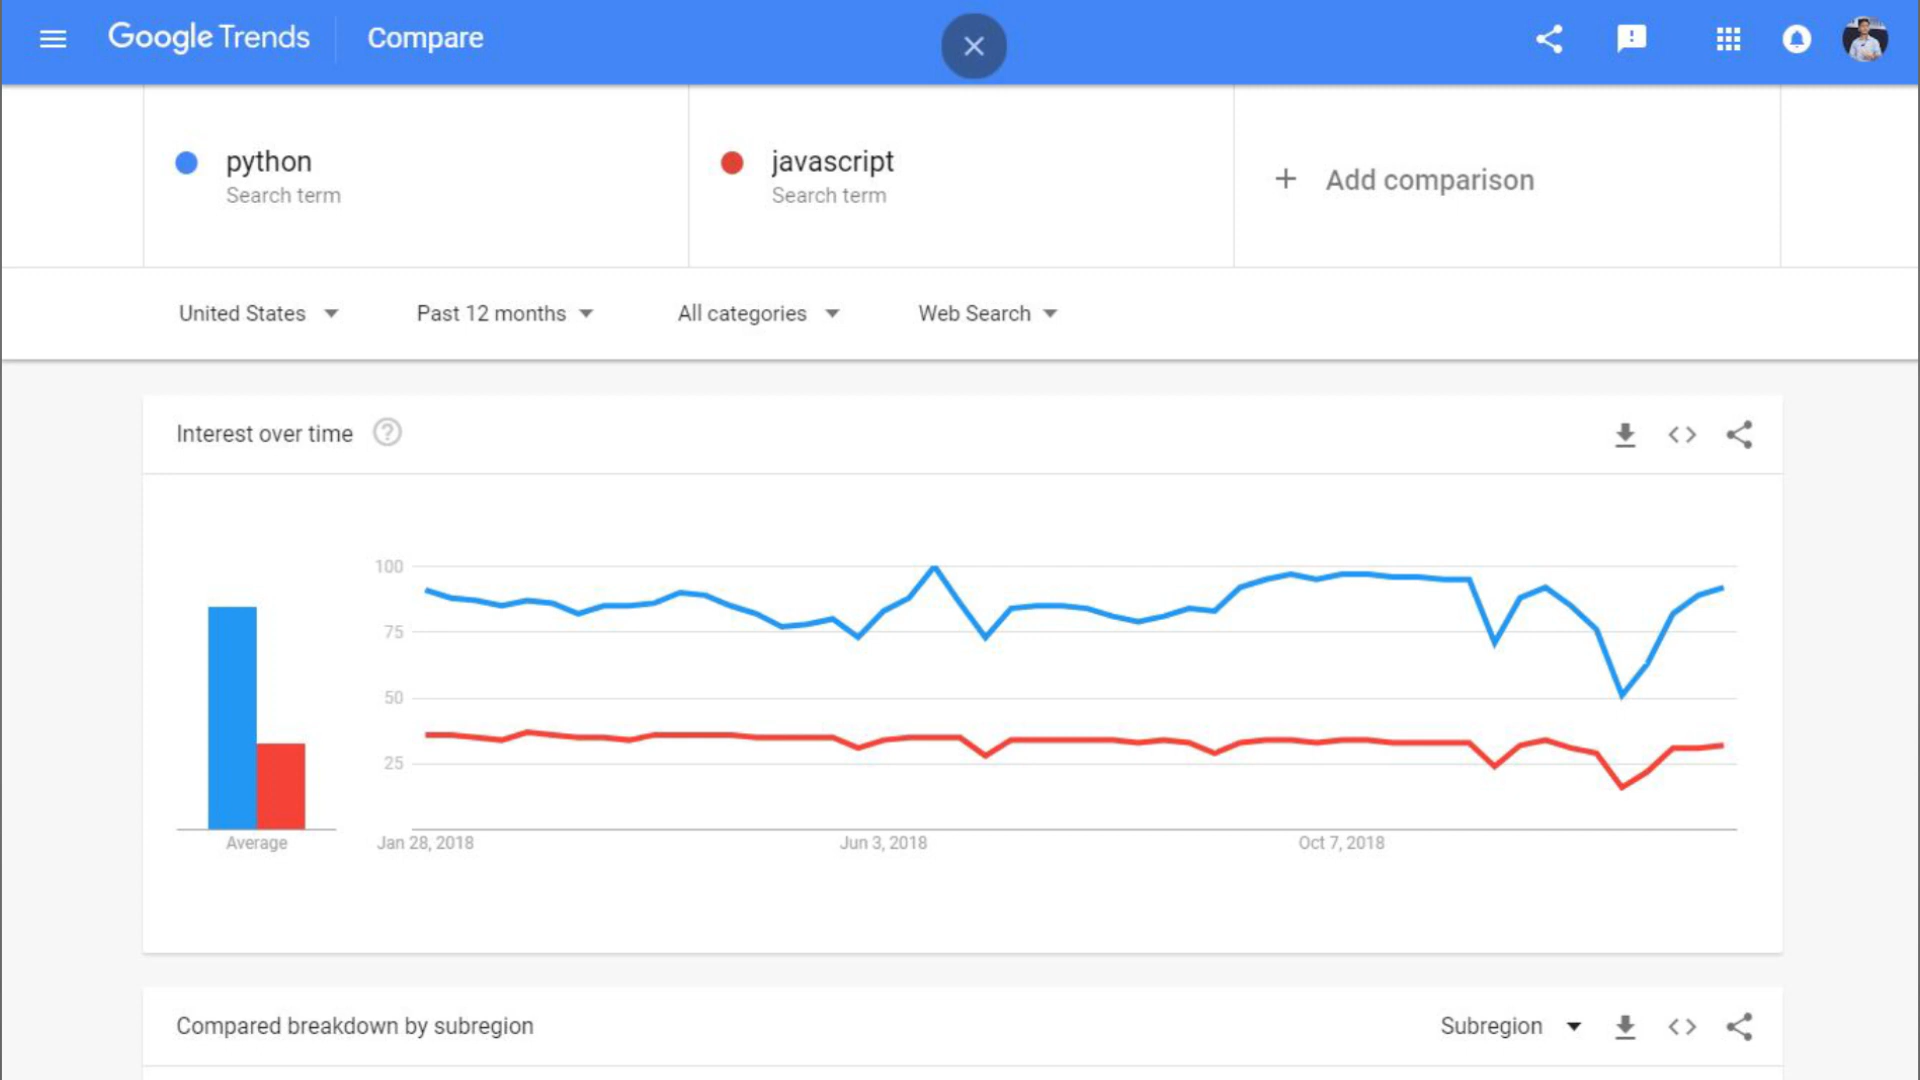 Google Trends Compare
python
Search term
javascript
Search term
+ Add comparison
United States Past 12 months All categories Web Search
Interest over time ?
100
75
50
25
Average
Jan 28, 2018 Jun 3, 2018 Oct 7, 2018
Compared breakdown by subregion Subregion